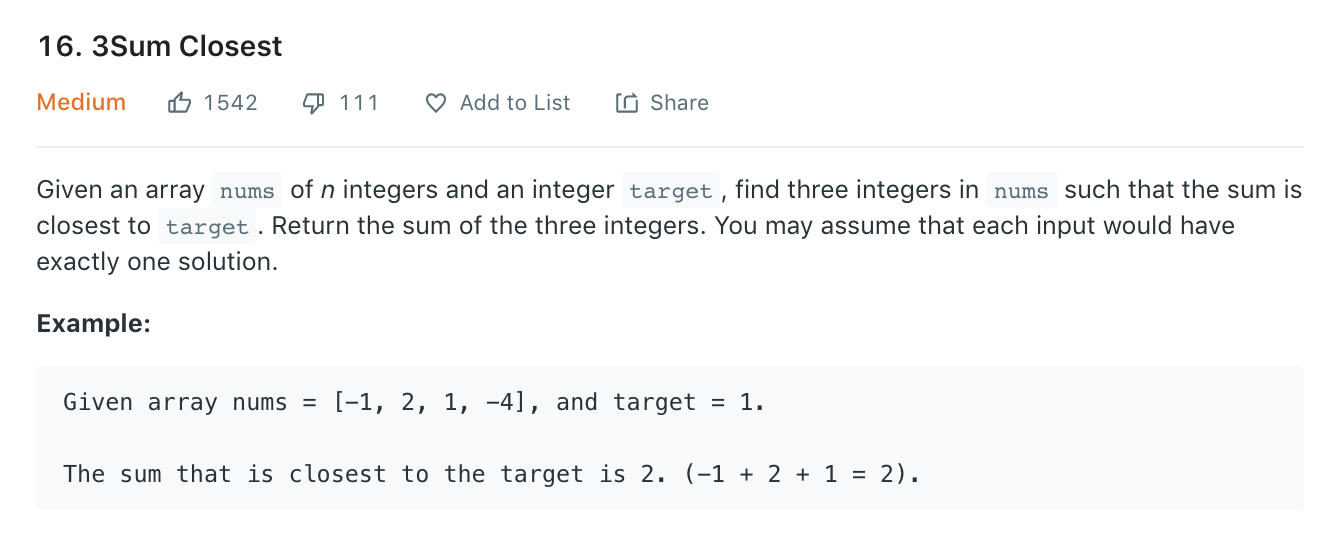 16. 3Sum Closest
Medium 1542 111 Add to List Share
Given an array nums of n integers and an integer target, find three integers in nums such that the sum is
closest to target. Return the sum of the three integers. You may assume that each input would have
exactly one solution.
Example:
Given array nums = [-1, 2, 1, -4], and target = 1.
The sum that is closest to the target is 2. (-1 + 2 + 1 = 2).